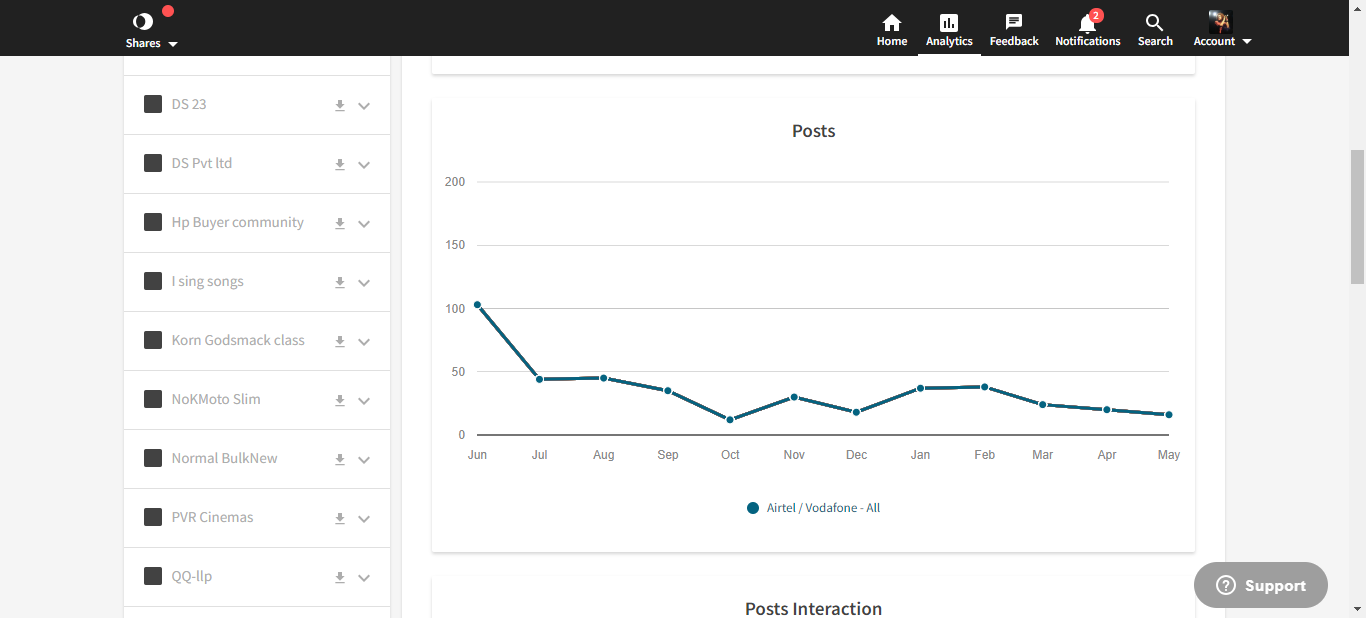 Shares
Home
Analytics
Feedback
2
Notifications
Search
Account
DS 23
DS Pvt ltd
Hp Buyer community
I sing songs
Korn Godsmack class
NoKMoto Slim
Normal BulkNew
PVR Cinemas
QQ-llp
Posts
200
150
100
50
0
Jun Jul Aug Sep Oct Nov Dec Jan Feb Mar Apr May
Airtel / Vodafone - All
Posts Interaction
? Support